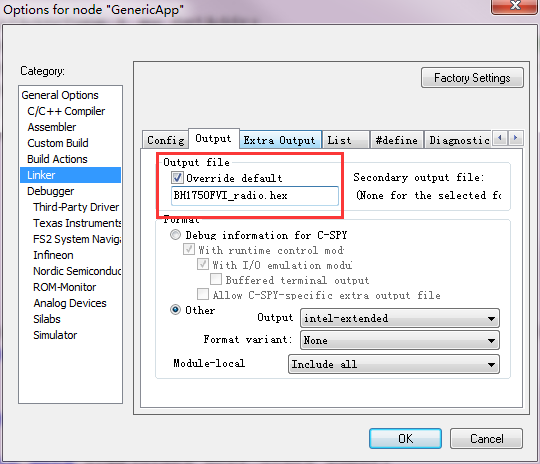 Options for node "GenericApp"
Category:
General Options
C/C++ Compiler
Assembler
Custom Build
Build Actions
Linker
Debugger
Third-Party Driver
Texas Instruments
FS2 System Naviga
Infineon
Nordic Semiconduc
ROM-Monitor
Analog Devices
Silabs
Simulator
Factory Settings
Config Output Extra Output List #define Diagnostic
Output file
Override default
BH1750FVI_radio.hex
Secondary output file:
(None for the selected fo
Format
Debug information for C-SPY
With runtime control mod
With I/O emulation modu
Buffered terminal output
Allow C-SPY-specific extra output file
Other
Output intel-extended
Format variant: None
Module-local Include all
OK Cancel